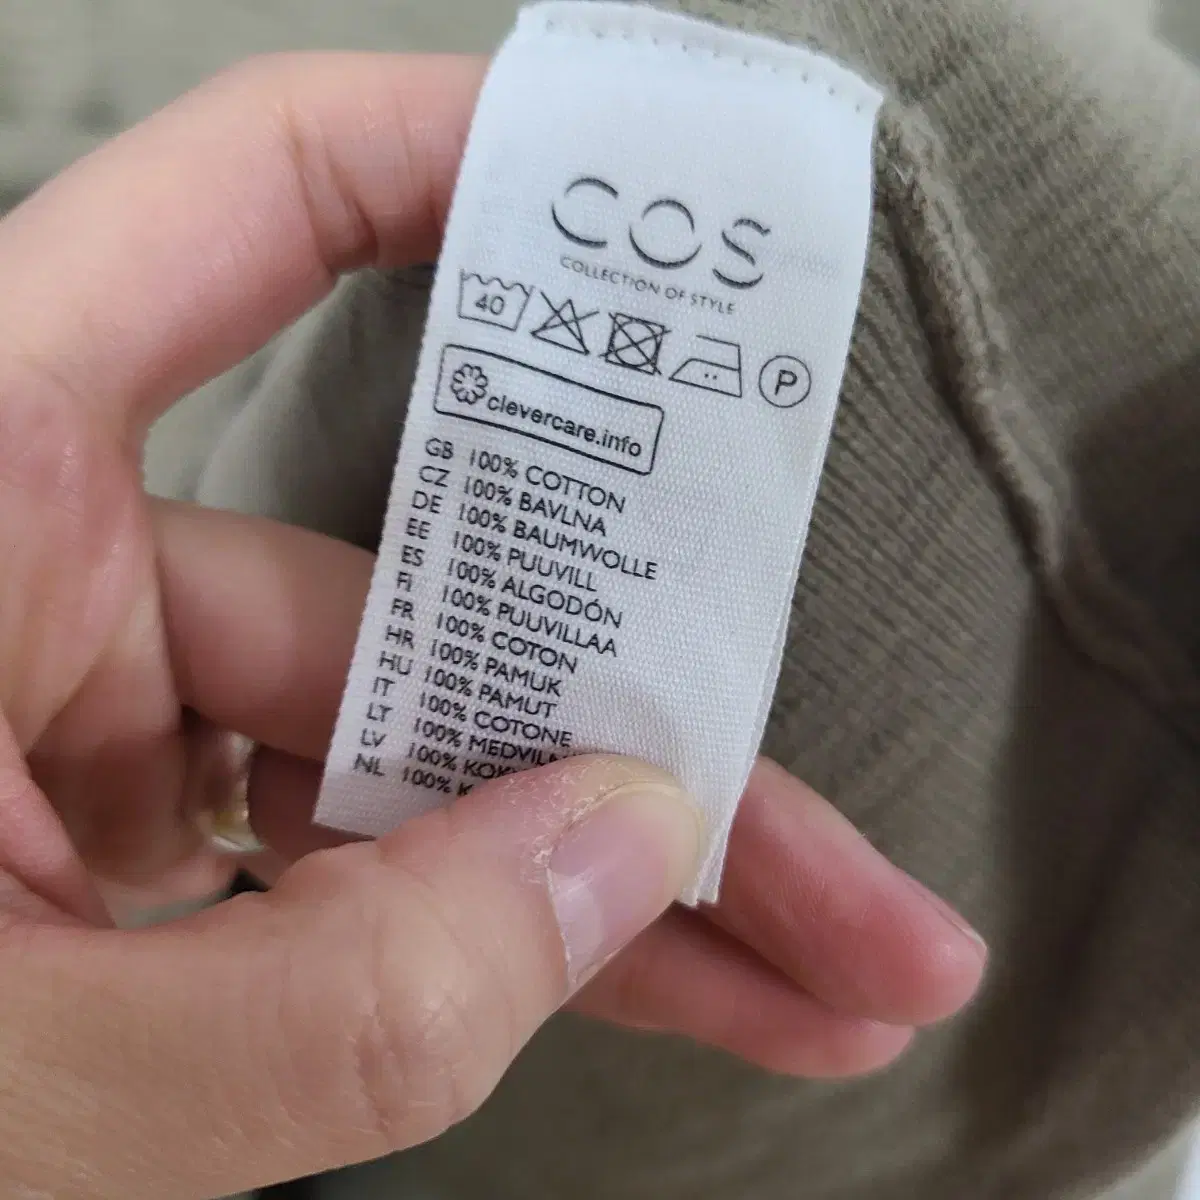 COS
COLLECTION OF STYLE
40 P
clevercare.info
GB 100% COTTON
CZ 100% BAVLNA
DE 100% BAUMWOLLE
EE 100% PUUVILL
ES 100% ALGODÓN
FI 100% PUUVILLAA
FR 100% COTON
HR 100% PAMUK
HU 100% PAMUT
IT 100% COTONE
LT 100%
LV 100%
NL 100%